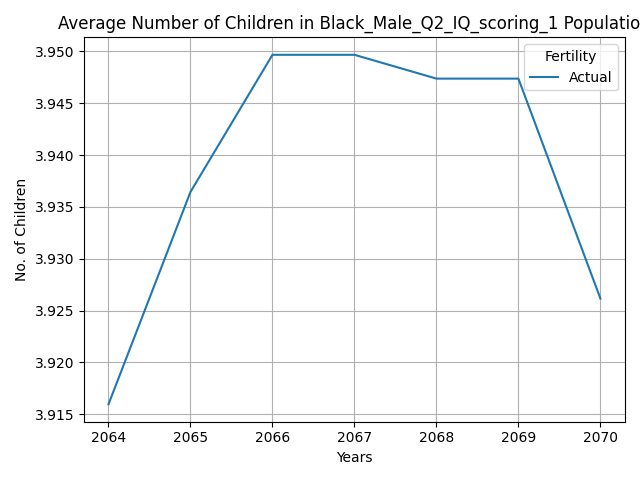 Average Number of Children in Black_Male_Q2_IQ_scoring_1 Populatio
Fertility
Actual
3.950
3.945
3.940
3.935
3.930
3.925
3.920
3.915
No. of Children
2064 2065 2066 2067 2068 2069 2070
Years